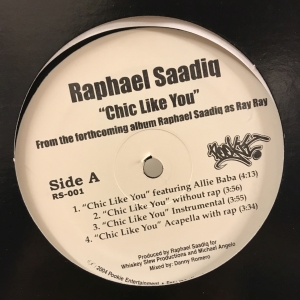 Raphael Saadiq
"Chic Like You"
From the forthcoming album Raphael Saadiq as Ray Ray
Side A
RS-001
1. "Chic Like You" featuring Allie Baba (4:13)
2. "Chic Like You" without rap (3:56)
3. "Chic Like You" Instrumental (3:55)
4. "Chic Like You" Acapella with rap (3:34)
Produced by Raphael Saadiq for
Whiskey Stew Productions and Michael Angelo
Mixed by: Danny Romero
2004 Pookie Entertainment